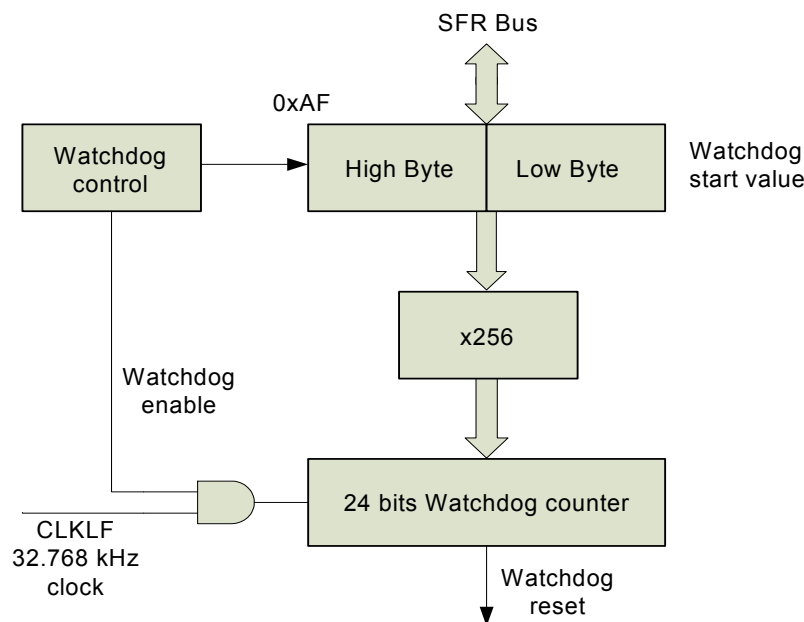 SFR Bus
0xAF
Watchdog
control
High Byte
Low Byte
Watchdog
start value
x256
Watchdog
enable
24 bits Watchdog counter
CLKLF
32.768 kHz
clock
Watchdog
reset